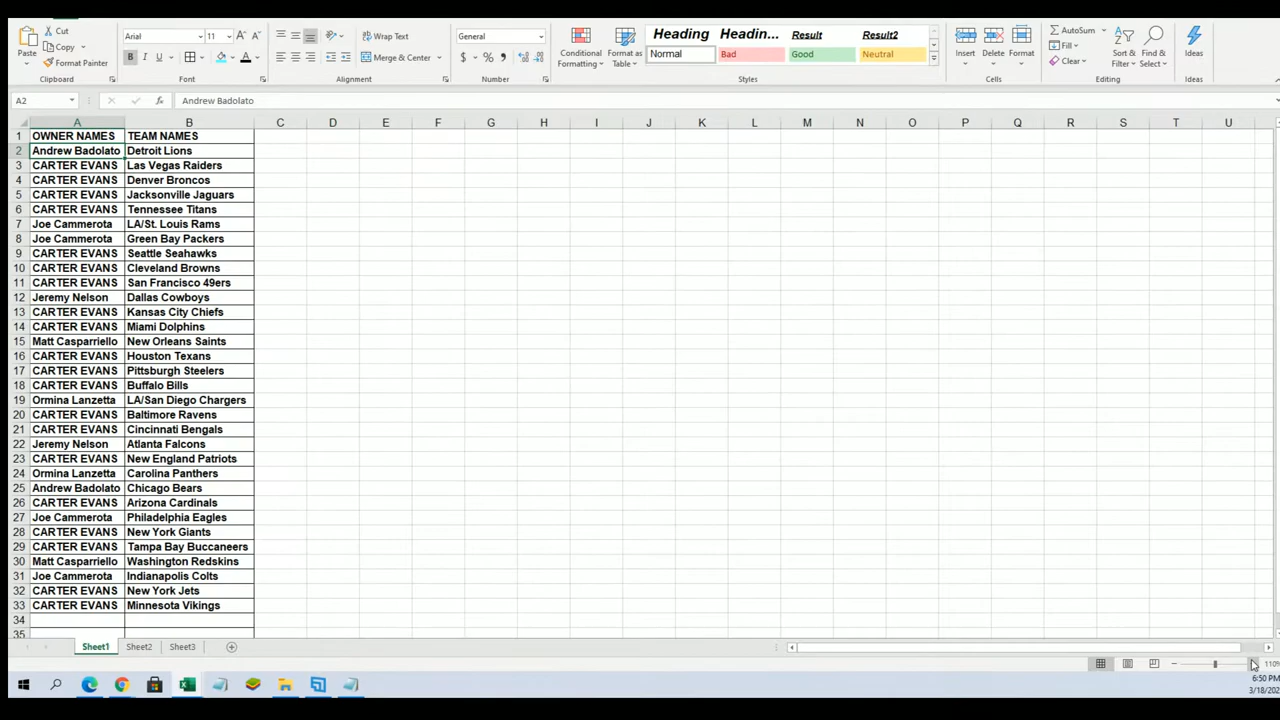 Cut
Copy
Format Painter
Paste
Clipboard
Arial 11
B I U
Font
Wrap Text
Merge & Center
Alignment
General
$ % ,
Number
Conditional Formatting
Format as Table
Heading Headin... Result Result2
Normal Bad Good Neutral
Styles
Insert Delete Format
Cells
AutoSum
Fill
Clear
Sort & Filter
Find & Select
Editing
Ideas
Ideas
A2 fx Andrew Badolato
A B C D E F G H I J K L M N O P Q R S T U
1 OWNER NAMES TEAM NAMES
2 Andrew Badolato Detroit Lions
3 CARTER EVANS Las Vegas Raiders
4 CARTER EVANS Denver Broncos
5 CARTER EVANS Jacksonville Jaguars
6 CARTER EVANS Tennessee Titans
7 Joe Cammerota LA/St. Louis Rams
8 Joe Cammerota Green Bay Packers
9 CARTER EVANS Seattle Seahawks
10 CARTER EVANS Cleveland Browns
11 CARTER EVANS San Francisco 49ers
12 Jeremy Nelson Dallas Cowboys
13 CARTER EVANS Kansas City Chiefs
14 CARTER EVANS Miami Dolphins
15 Matt Casparriello New Orleans Saints
16 CARTER EVANS Houston Texans
17 CARTER EVANS Pittsburgh Steelers
18 CARTER EVANS Buffalo Bills
19 Ormina Lanzetta LA/San Diego Chargers
20 CARTER EVANS Baltimore Ravens
21 CARTER EVANS Cincinnati Bengals
22 Jeremy Nelson Atlanta Falcons
23 CARTER EVANS New England Patriots
24 Ormina Lanzetta Carolina Panthers
25 Andrew Badolato Chicago Bears
26 CARTER EVANS Arizona Cardinals
27 Joe Cammerota Philadelphia Eagles
28 CARTER EVANS New York Giants
29 CARTER EVANS Tampa Bay Buccaneers
30 Matt Casparriello Washington Redskins
31 Joe Cammerota Indianapolis Colts
32 CARTER EVANS New York Jets
33 CARTER EVANS Minnesota Vikings
34
35
Sheet1 Sheet2 Sheet3
110%
6:50 PM
3/18/202